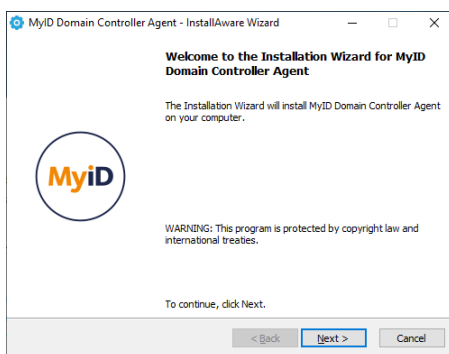 MyID Domain Controller Agent - InstallAware Wizard
Welcome to the Installation Wizard for MyID
Domain Controller Agent
The Installation Wizard will install MyID Domain Controller Agent
on your computer.
MyiD
WARNING: This program is protected by copyright law and
international treaties.
To continue, click Next.
< Back
Next >
Cancel